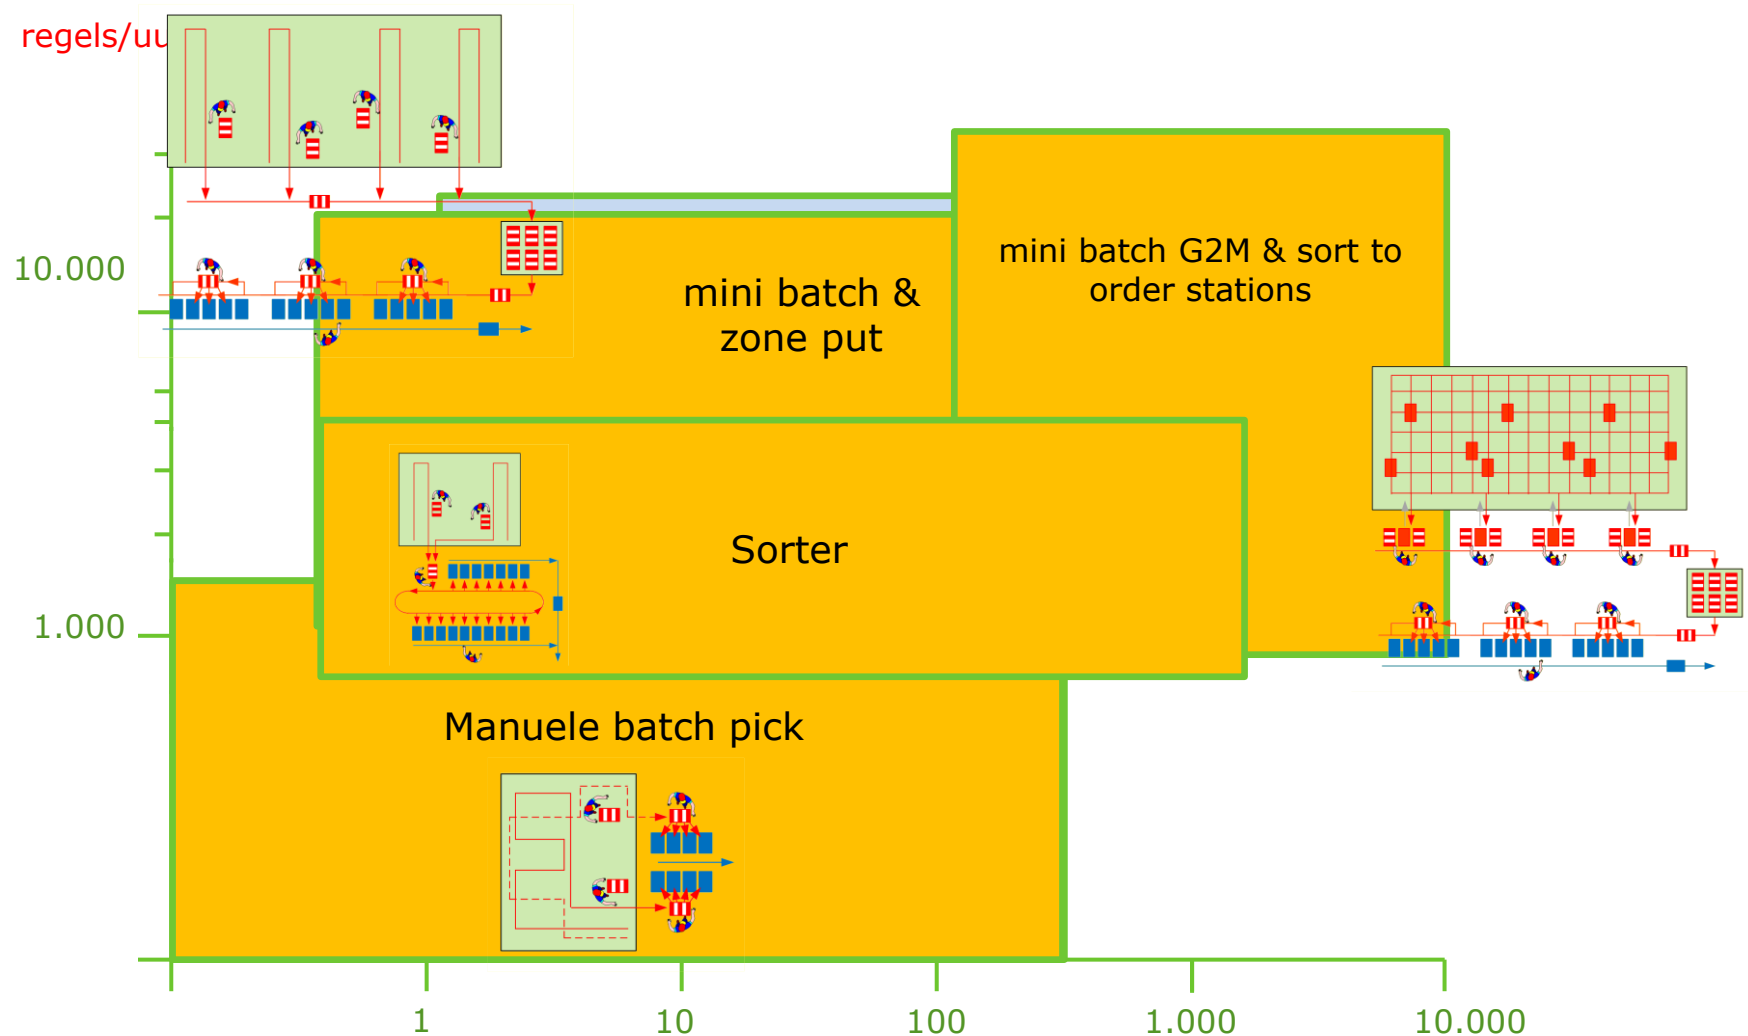 regels/uu
10.000
1.000
mini batch G2M & sort to
order stations
mini batch &
zone put
Sorter
Manuele batch pick
1
10
100
1.000
10.000